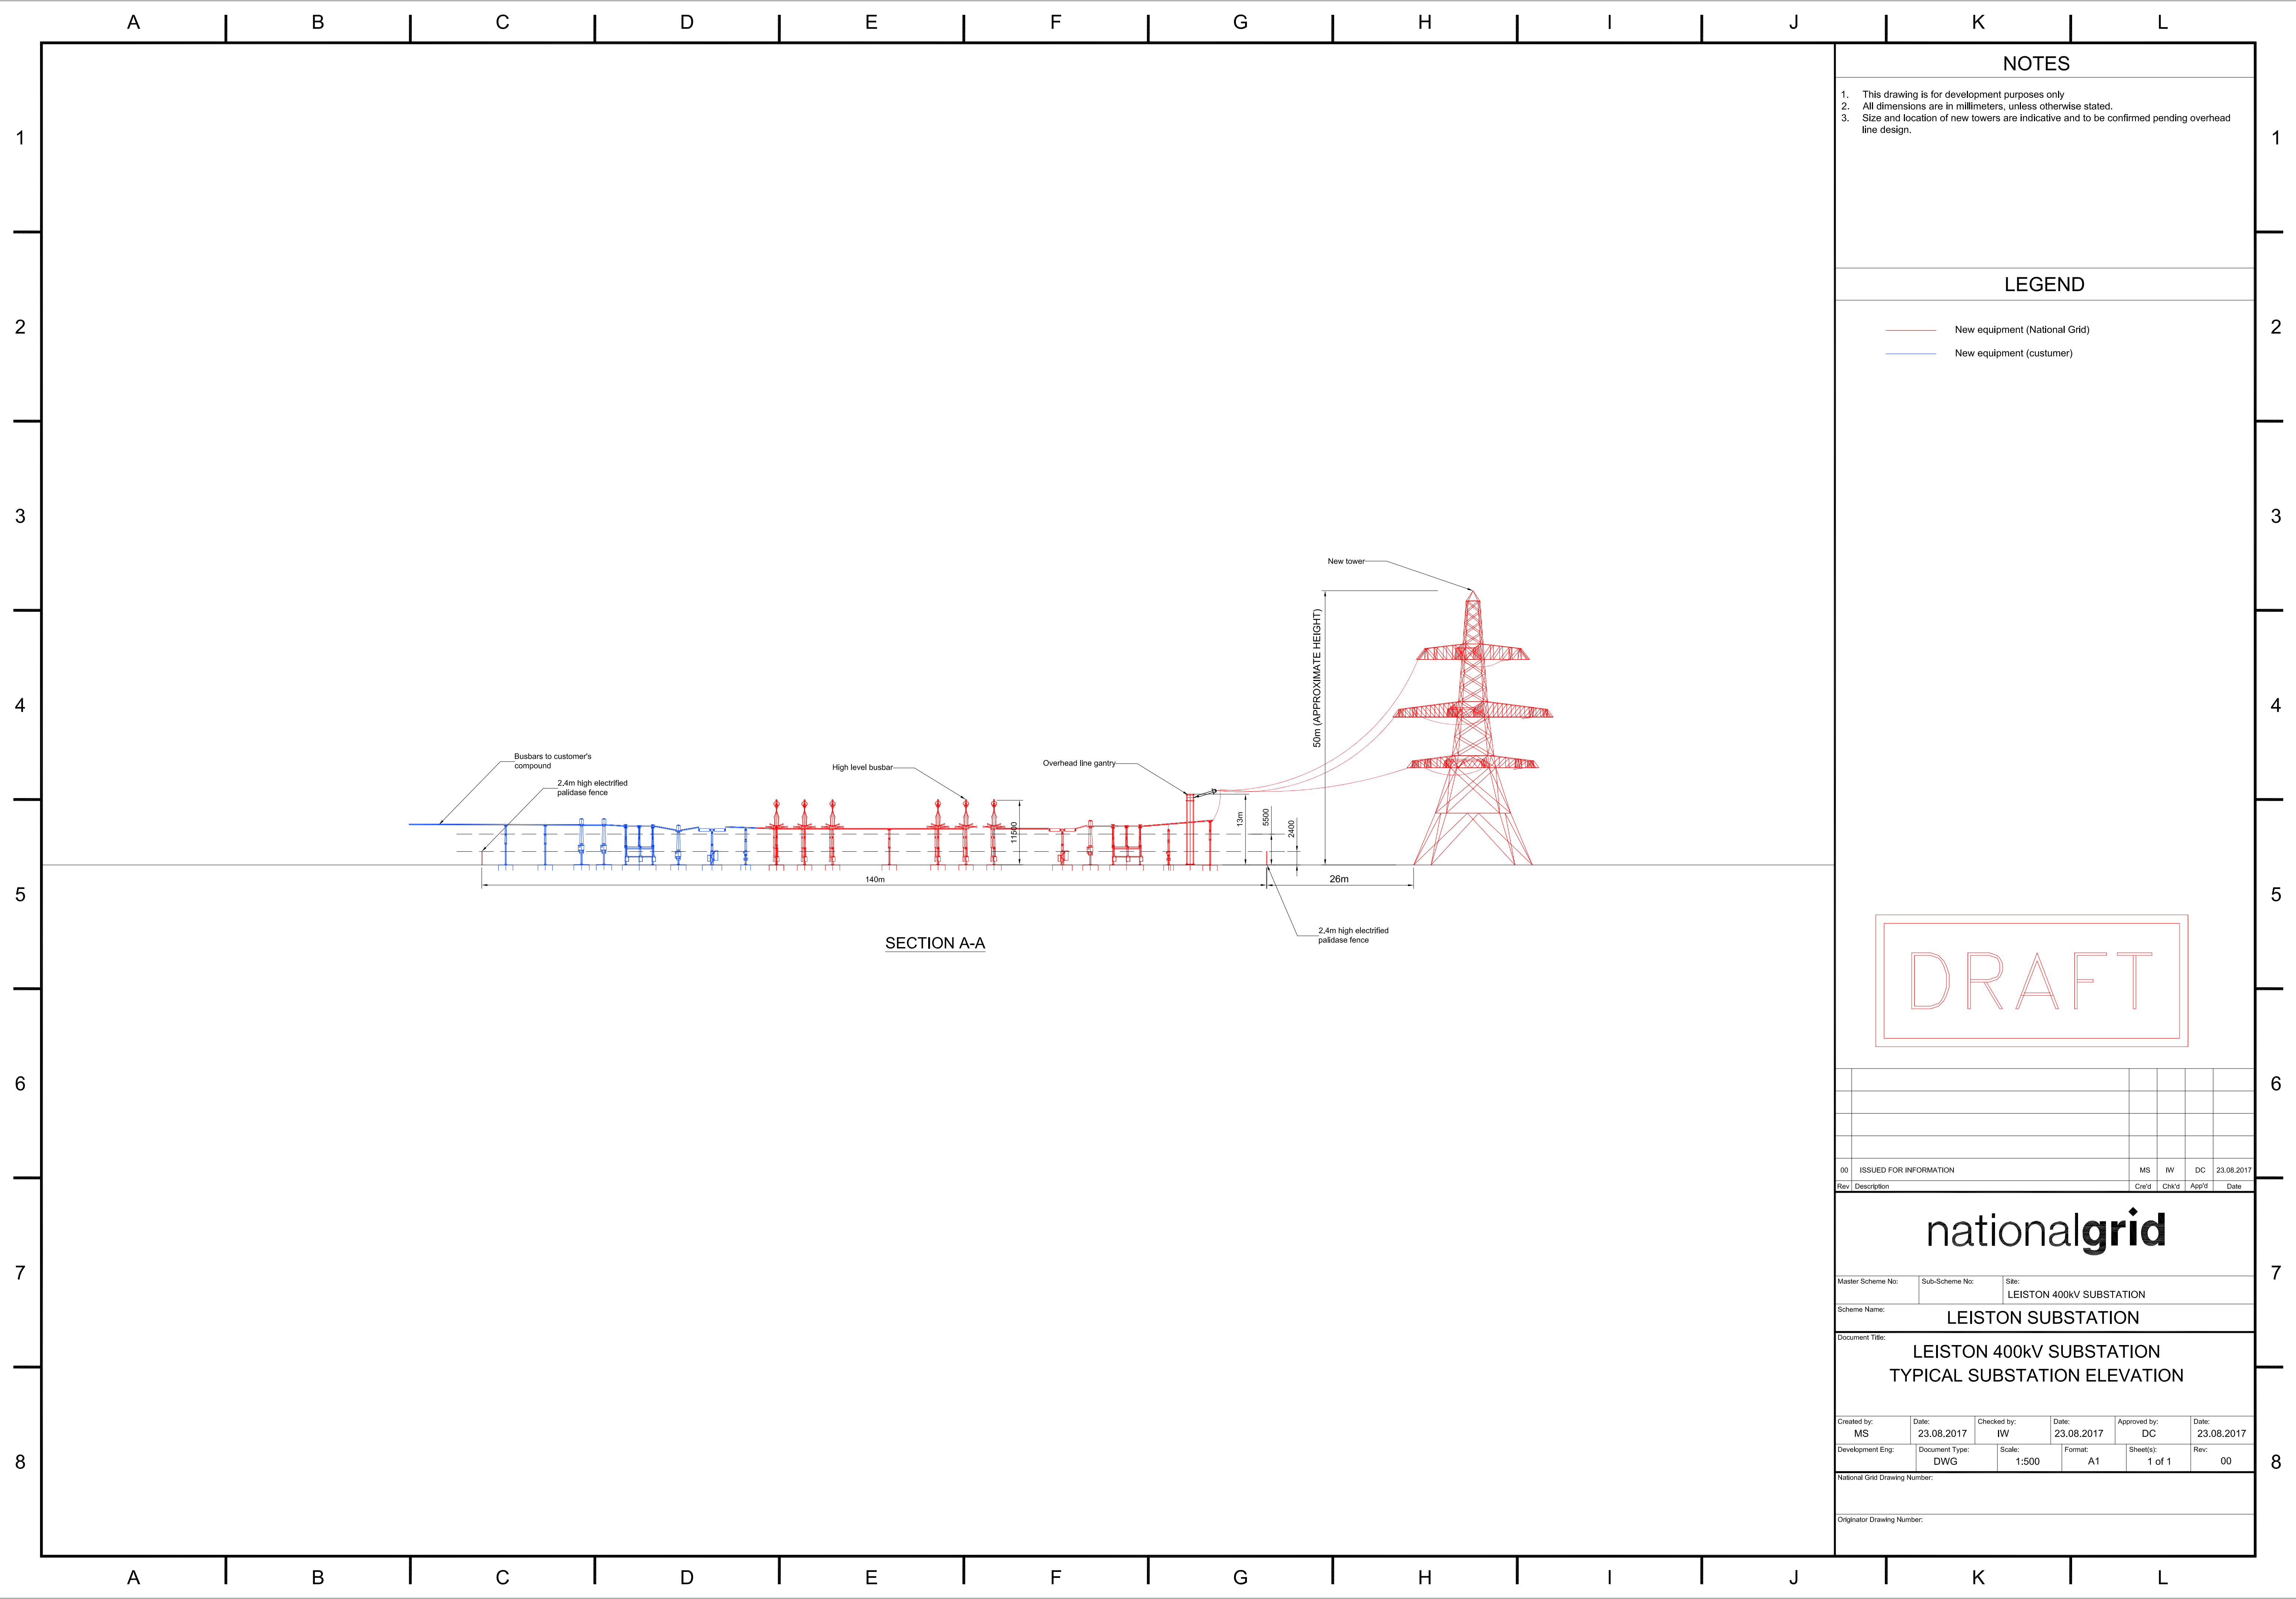 A B C D E F G H I J K L
NOTES
1. This drawing is for development purposes only
2. All dimensions are in millimeters, unless otherwise stated.
3. Size and location of new towers are indicative and to be confirmed pending overhead
line design.
1 1
LEGEND
New equipment (National Grid)
New equipment (custumer)
2 2
3 3
New tower
50m (APPROXIMATE HEIGHT)
4 4
Busbars to customer's
compound
2,4m high electrified
palidase fence
High level busbar
Overhead line gantry
11500
13m
5500
2400
140m
26m
5 5
2,4m high electrified
palidase fence
SECTION A-A
DRAFT
6 6
00 ISSUED FOR INFORMATION MS IW DC 23.08.2017
Rev Description Cre'd Chk'd App'd Date
nationalgrid
7 7
Master Scheme No: Sub-Scheme No: Site:
LEISTON 400kV SUBSTATION
Scheme Name:
LEISTON SUBSTATION
Document Title:
LEISTON 400kV SUBSTATION
TYPICAL SUBSTATION ELEVATION
Created by: Date: Checked by: Date: Approved by: Date:
MS 23.08.2017 IW 23.08.2017 DC 23.08.2017
Development Eng: Document Type: Scale: Format: Sheet(s): Rev:
DWG 1:500 A1 1 of 1 00
8 8
National Grid Drawing Number:
Originator Drawing Number:
A B C D E F G H I J K L